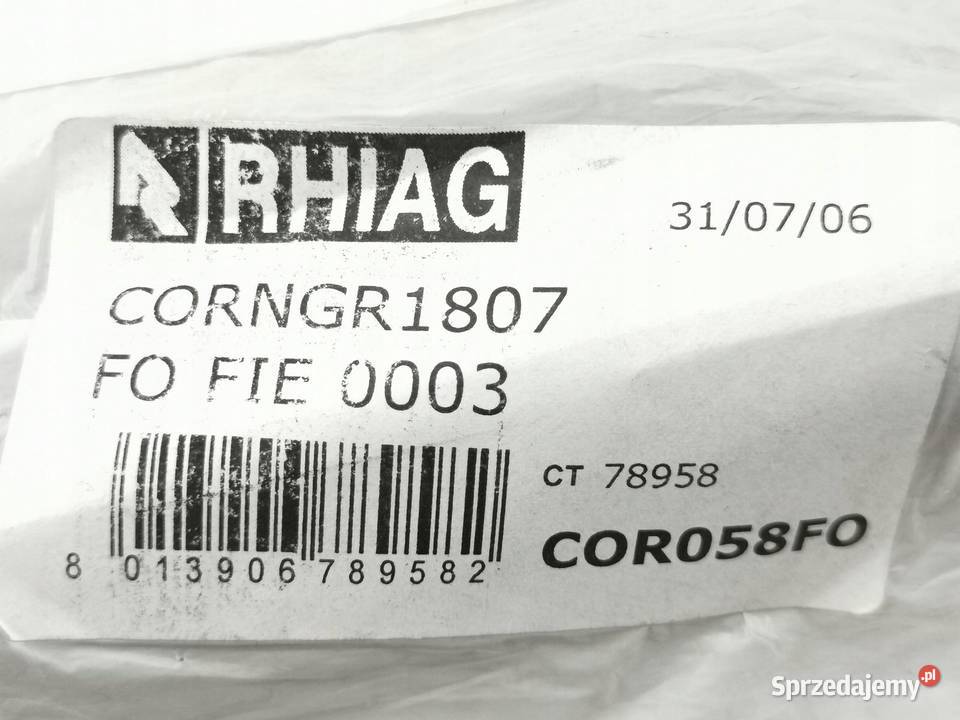 RHIAG
31/07/06
CORNGR1807
FO FIE 0003
CT 78958
COR058FO
8 013906 789582
Sprzedajemy.pl